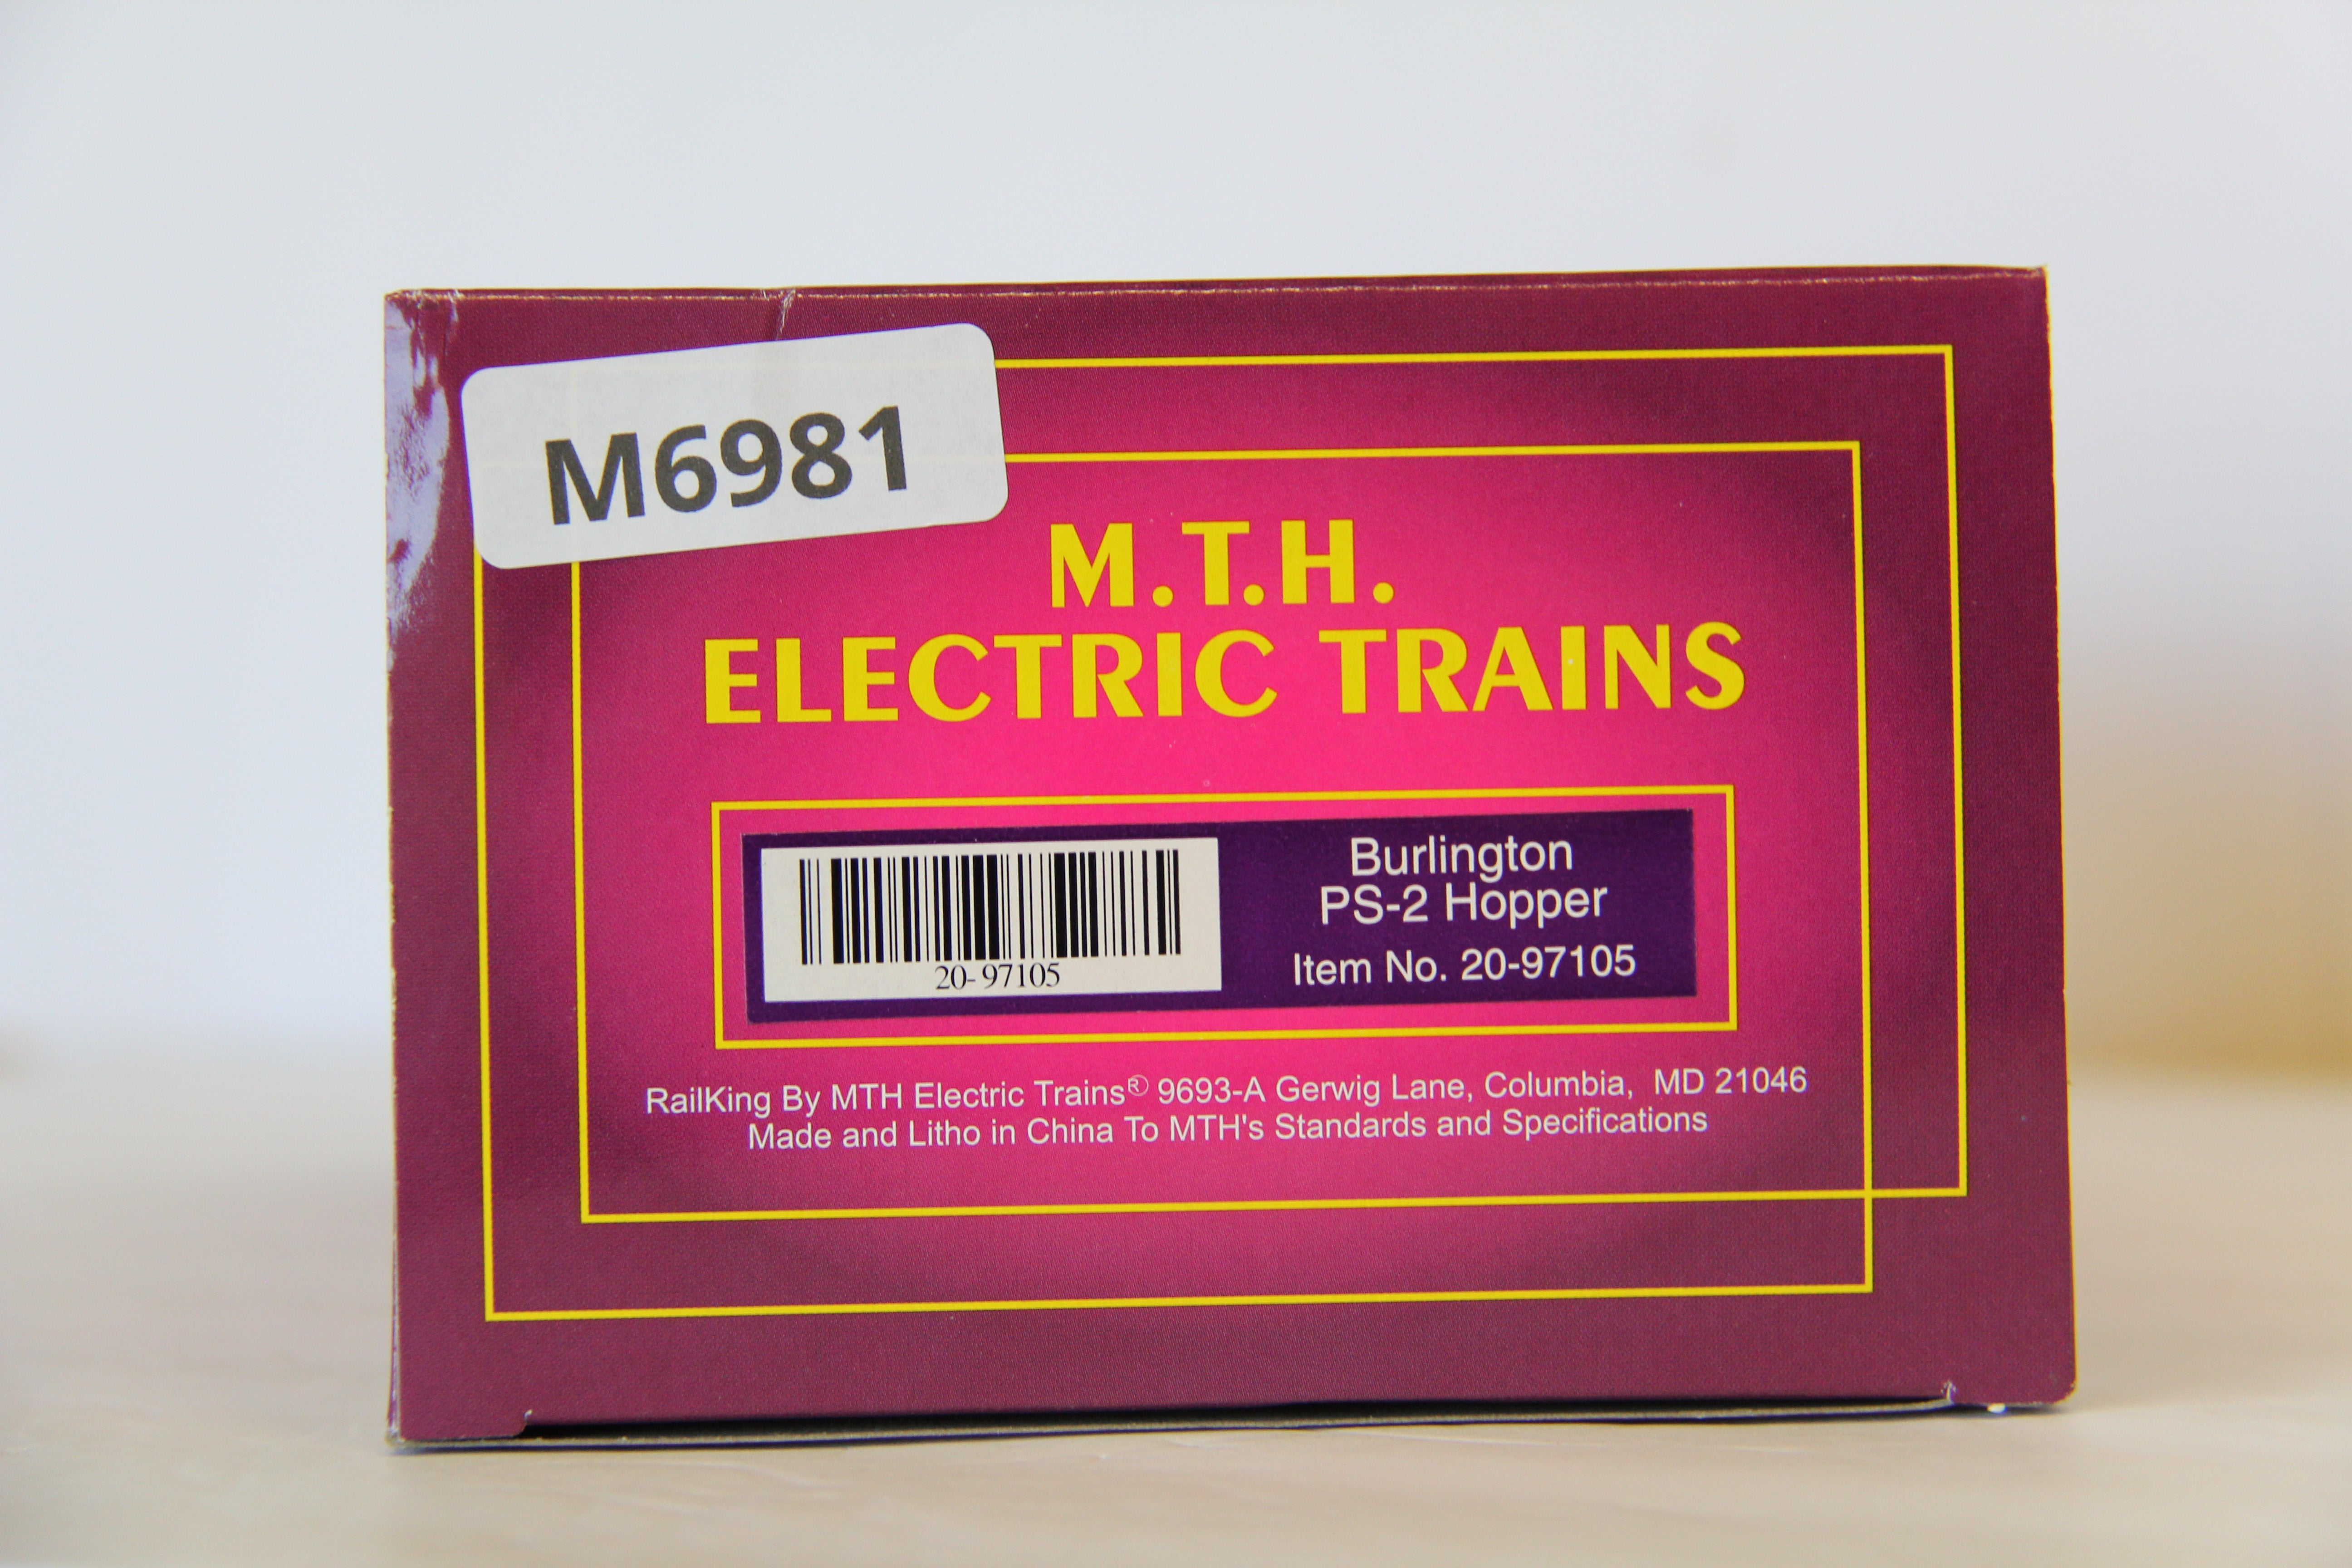 M6981
M.T.H.
ELECTRIC TRAINS
Burlington
PS-2 Hopper
Item No. 20-97105
20-97105
RailKing By MTH Electric Trains® 9693-A Gerwig Lane, Columbia, MD 21046
Made and Litho in China To MTH's Standards and Specifications